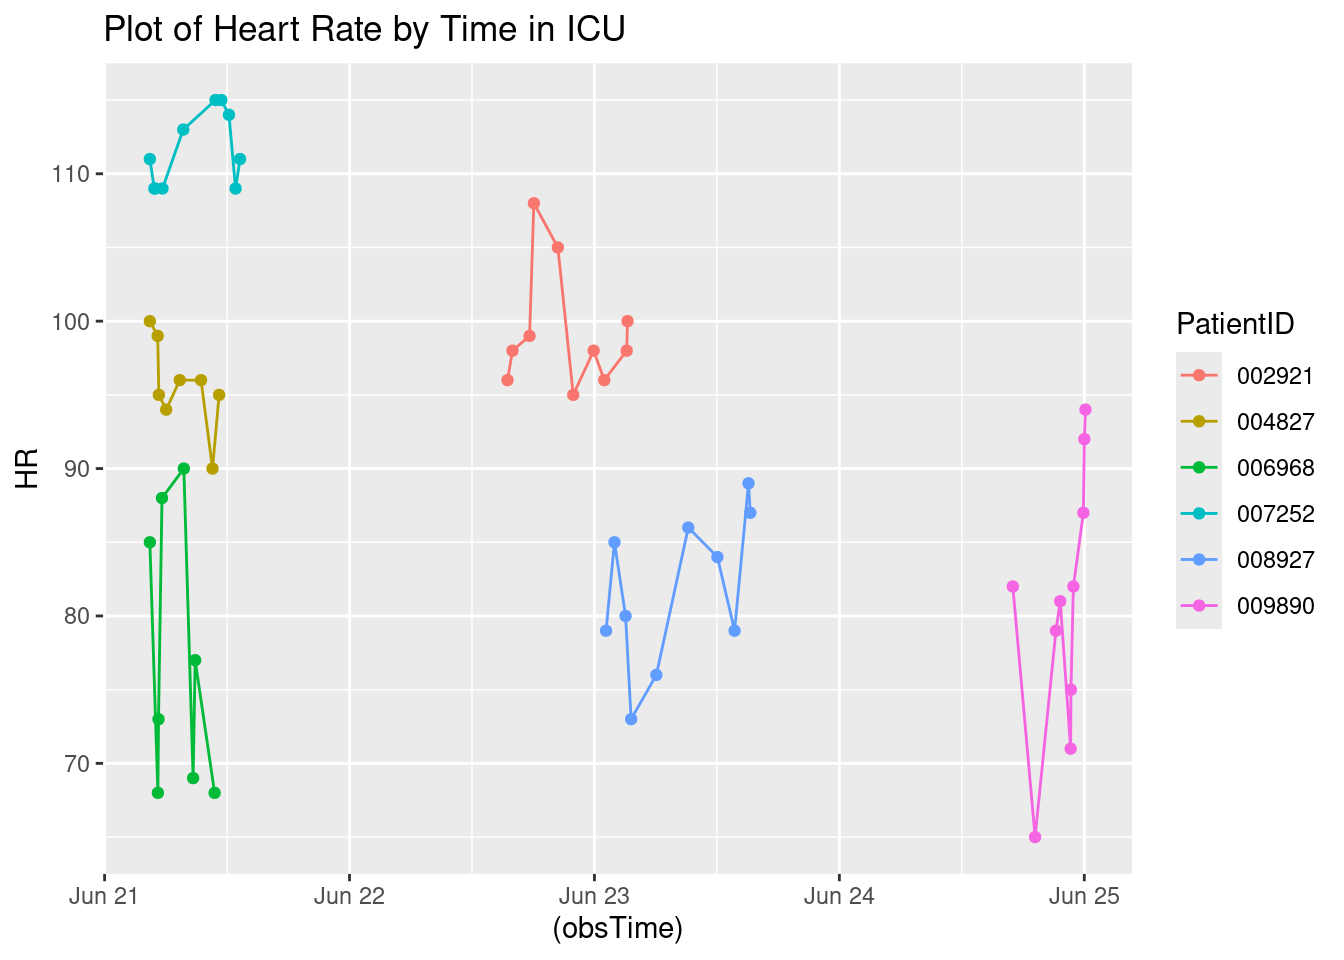 Plot of Heart Rate by Time in ICU
HR
110
100
90
80
70
Jun 21 Jun 22 Jun 23 Jun 24 Jun 25
(obsTime)
PatientID
002921
004827
006968
007252
008927
009890